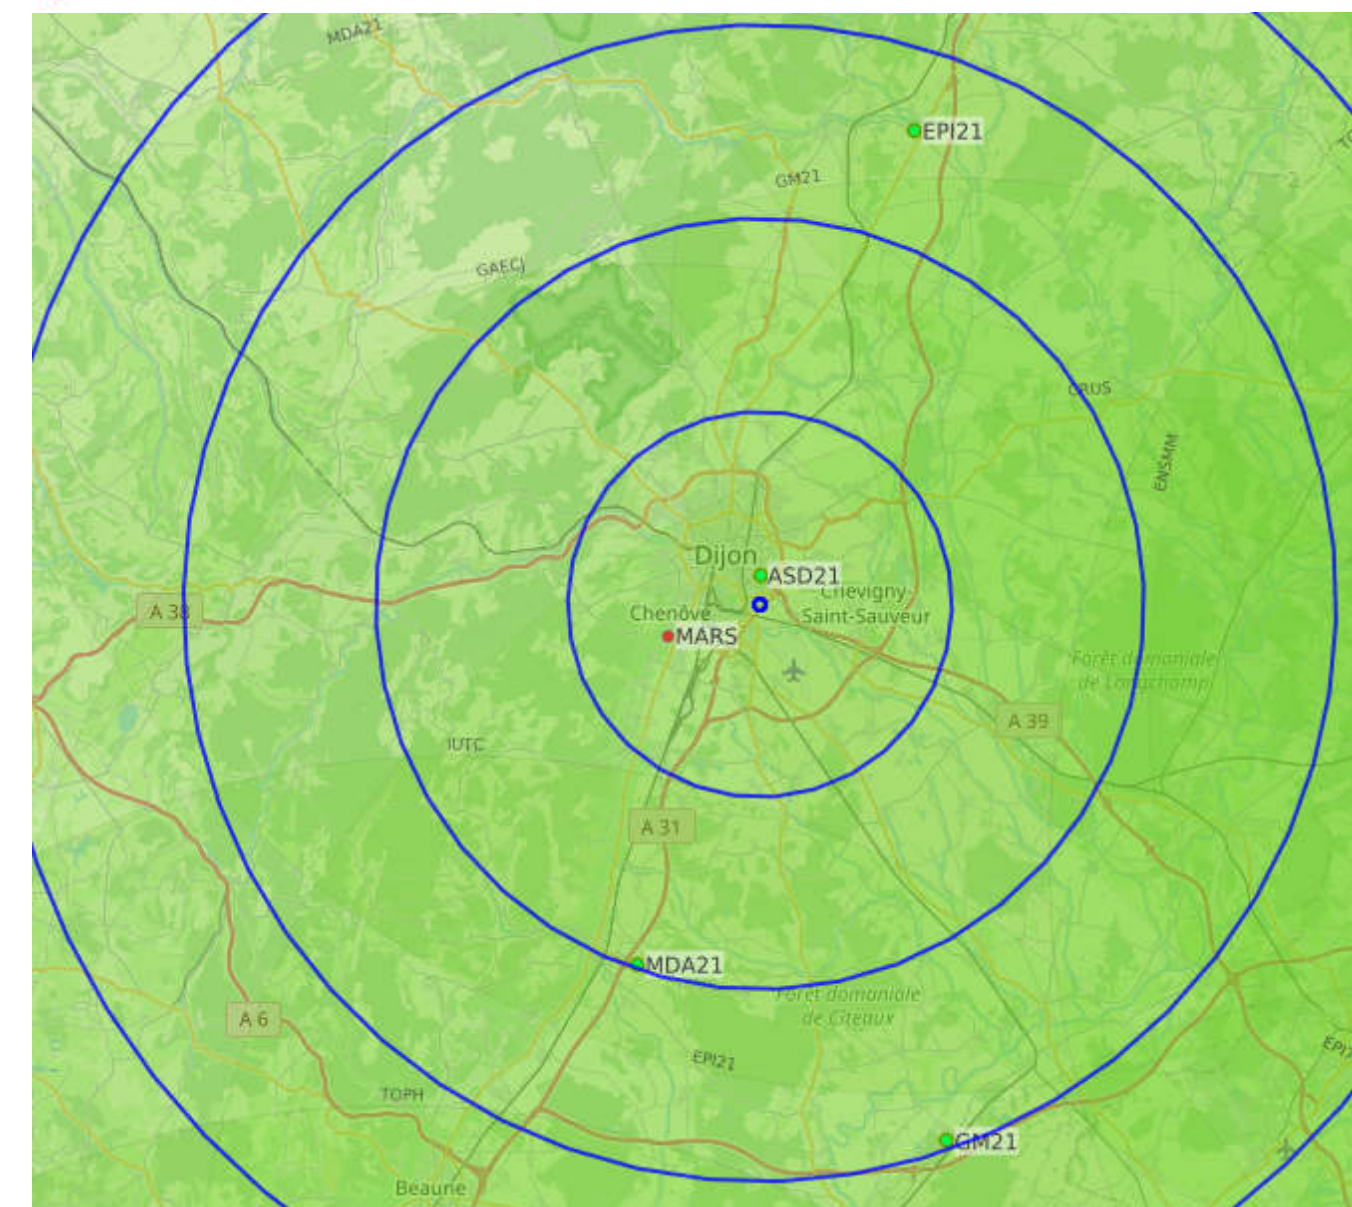 MDA21
EPI21
GM21
GAECJ
CRUS
ENSMM
Dijon
ASD21
Chevigny-
Saint-Sauveur
Chenôve
MARS
A 38
Forêt domaniale
de Longchamp
A 39
IUTC
A 31
MDA21
Forêt domaniale
de Cîteaux
A 6
EPI21
TOPH
GM21
Beaune